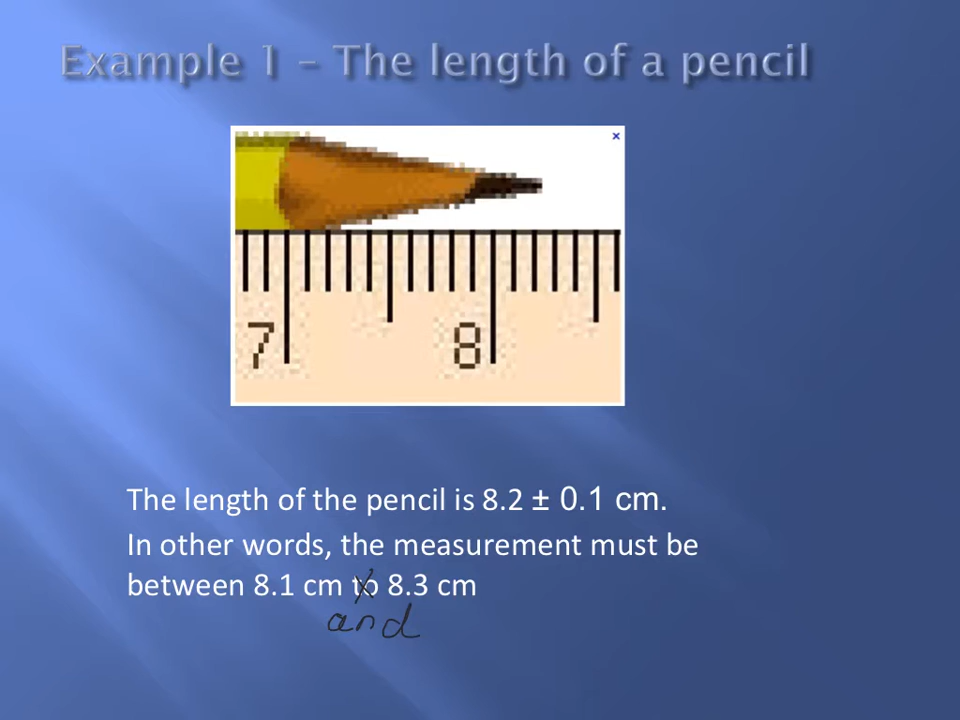 Example 1 – The length of a pencil
7 8
The length of the pencil is 8.2 ± 0.1 cm.
In other words, the measurement must be
between 8.1 cm to 8.3 cm
and